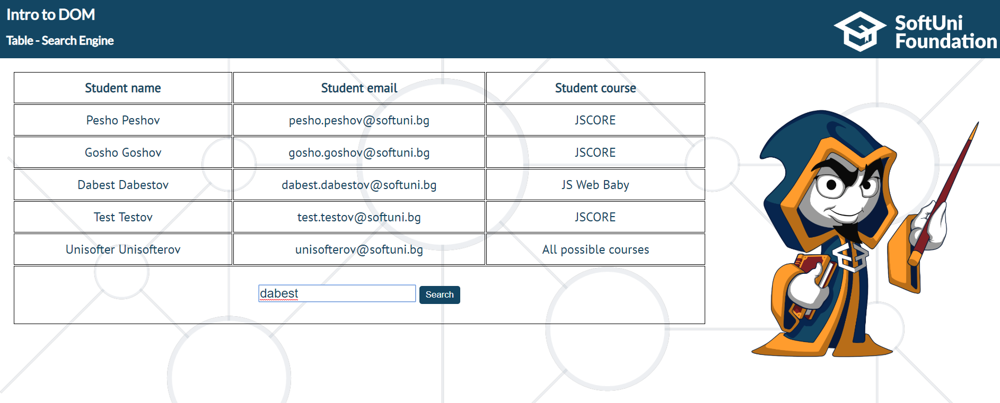 Intro to DOM
Table - Search Engine
SoftUni
Foundation
Student name Student email Student course
Pesho Peshov pesho.peshov@softuni.bg JSCORE
Gosho Goshov gosho.goshov@softuni.bg JSCORE
Dabest Dabestov dabest.dabestov@softuni.bg JS Web Baby
Test Testov test.testov@softuni.bg JSCORE
Unisofter Unisofterov unisofterov@softuni.bg All possible courses
dabest Search